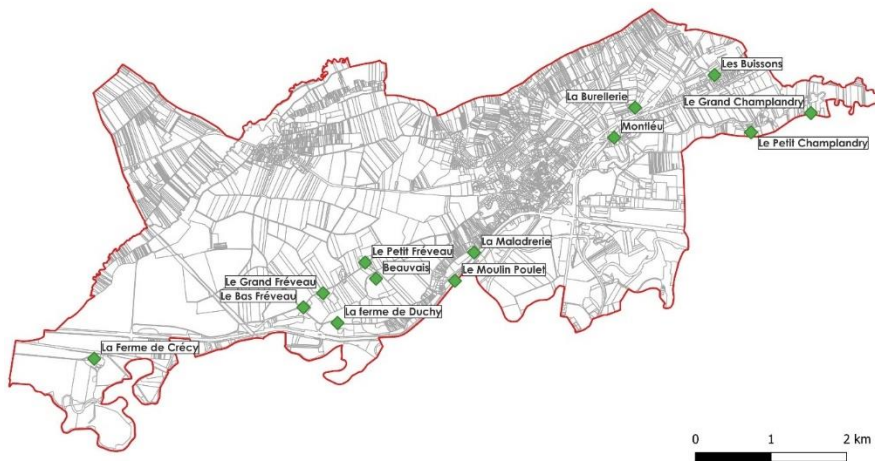 Les Buissons
La Burellerie
Le Grand Champlandry
Montléu
Le Petit Champlandry
La Maladrerie
Le Petit Fréveau
Beauvais
Le Moulin Poulet
Le Grand Fréveau
Le Bas Fréveau
La ferme de Duchy
La Ferme de Crécy
0 1 2 km